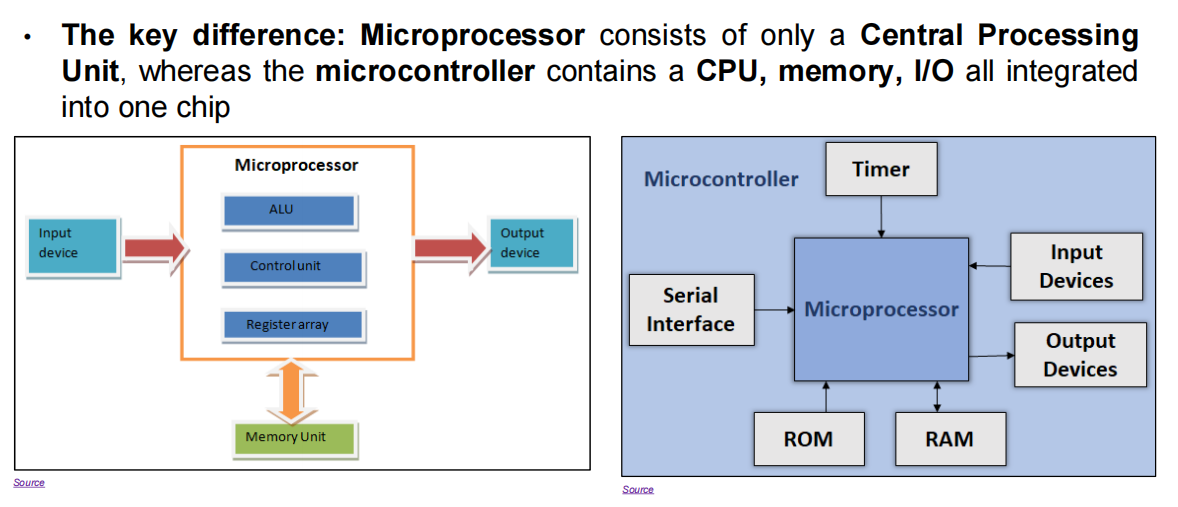 • The key difference: Microprocessor consists of only a Central Processing
Unit, whereas the microcontroller contains a CPU, memory, I/O all integrated
into one chip
Microprocessor
ALU
Control unit
Register array
Input
device
Output
device
Memory Unit
Source
Microcontroller
Timer
Serial
Interface
Microprocessor
Input
Devices
Output
Devices
ROM
RAM
Source